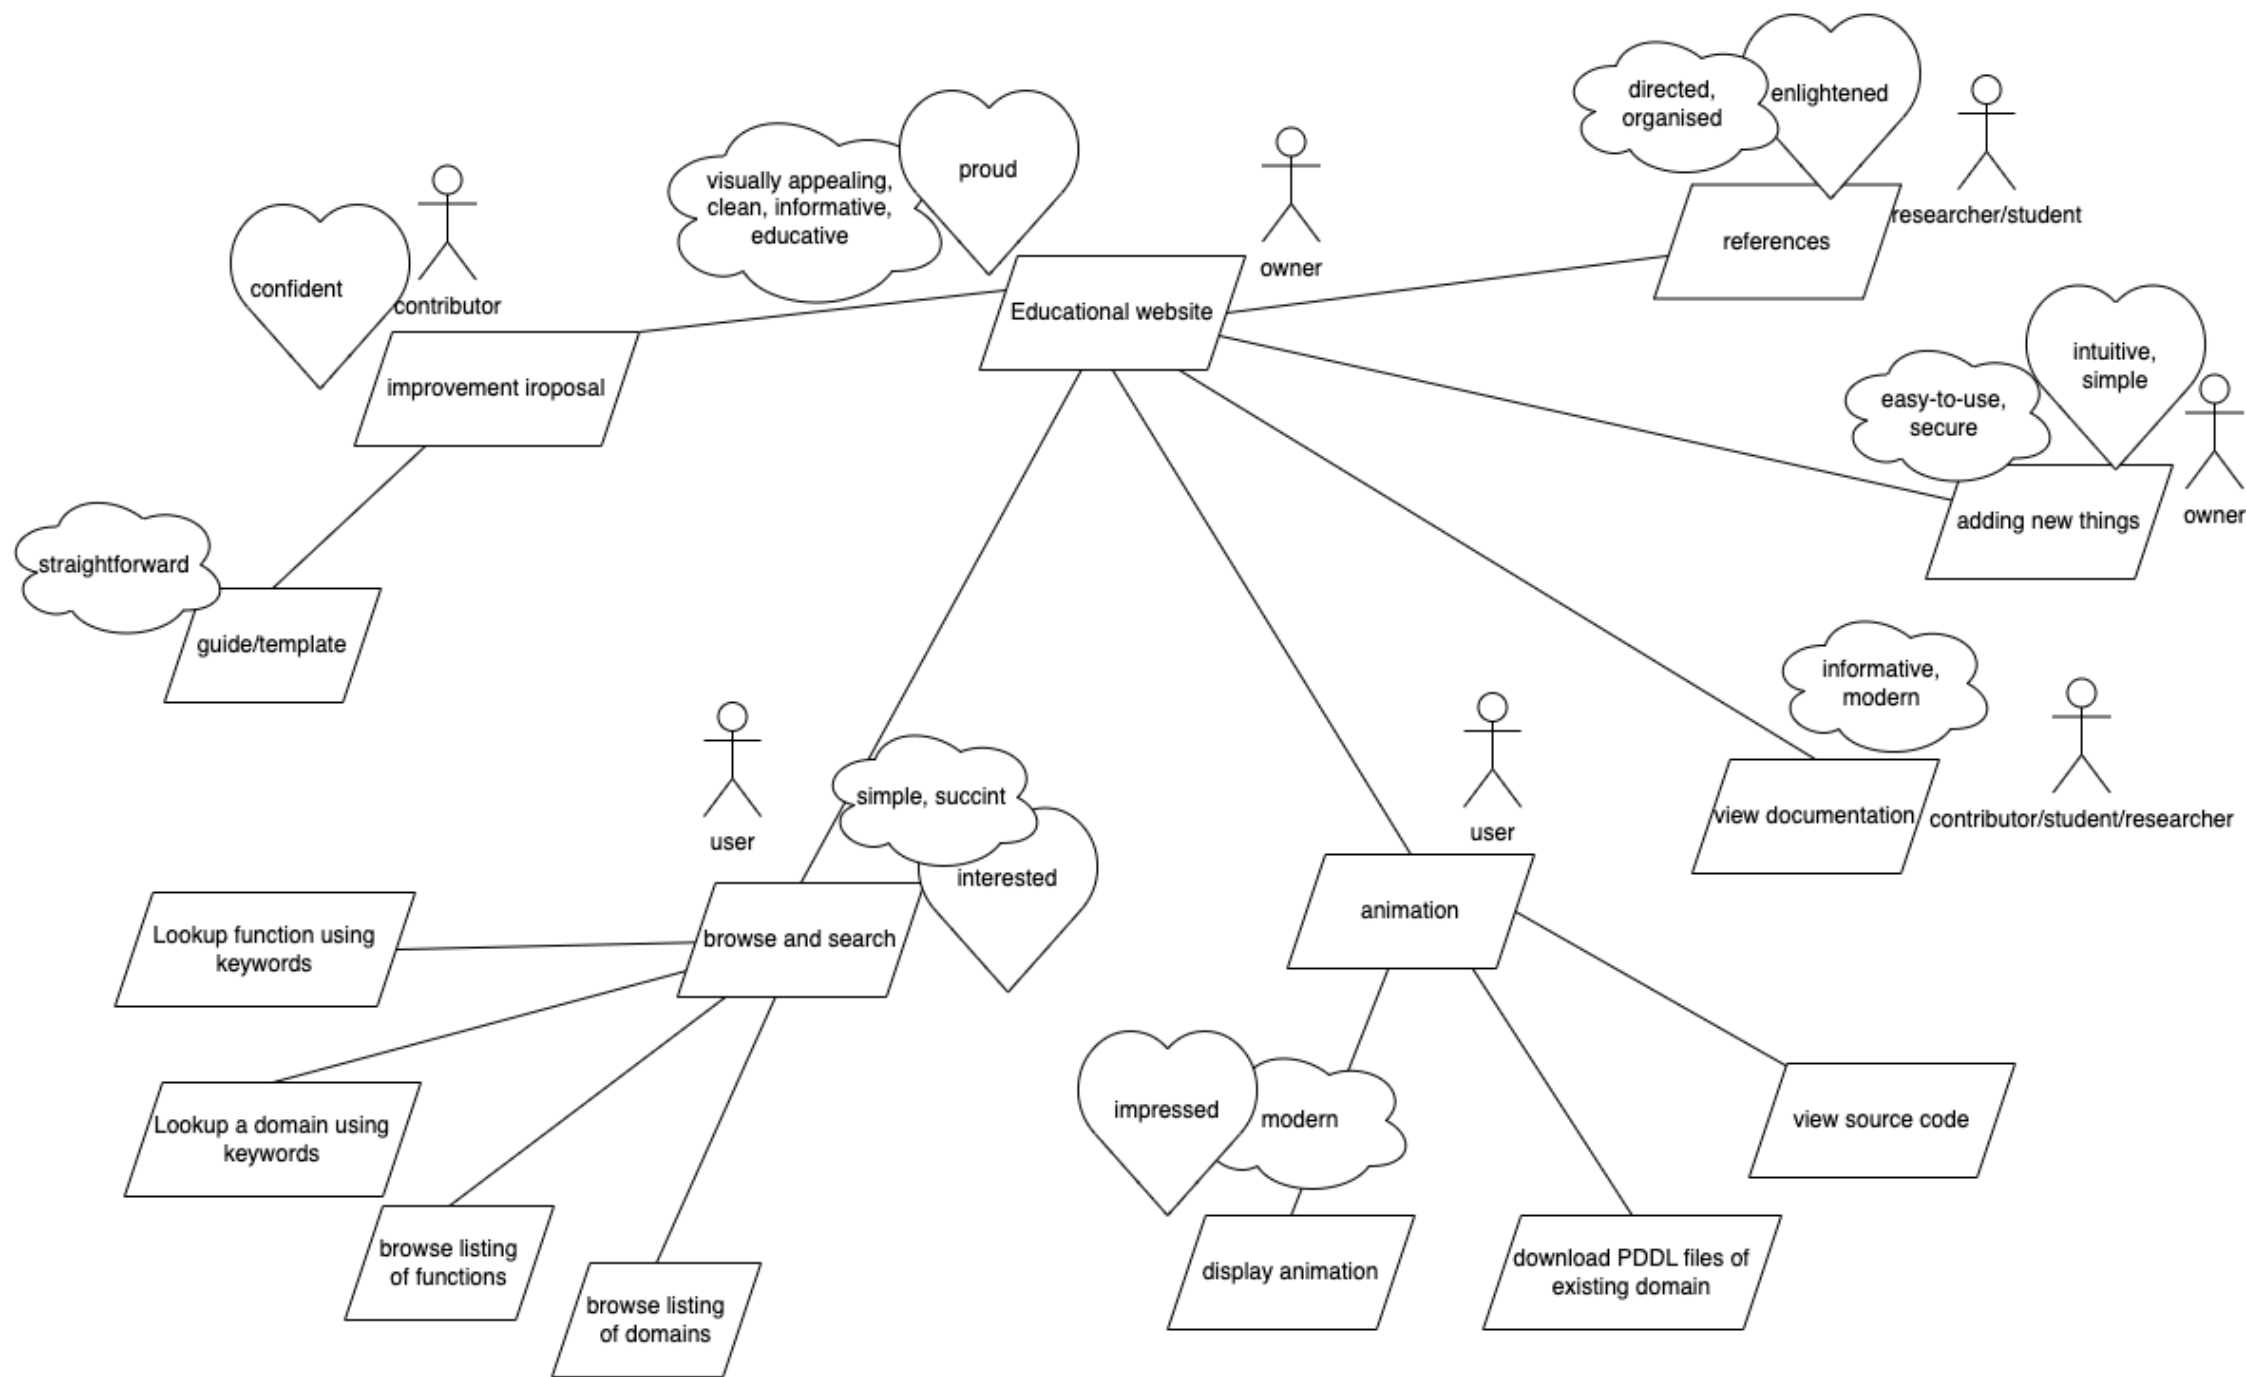 directed,
organised
enlightened
researcher/student
references
visually appealing,
clean, informative,
educative
proud
owner
Educational website
confident
contributor
improvement iroposal
intuitive,
simple
easy-to-use,
secure
owner
adding new things
straightforward
guide/template
informative,
modern
contributor/student/researcher
view documentation
user
simple, succint
interested
browse and search
user
animation
Lookup function using
keywords
Lookup a domain using
keywords
browse listing
of functions
browse listing
of domains
impressed
modern
display animation
download PDDL files of
existing domain
view source code